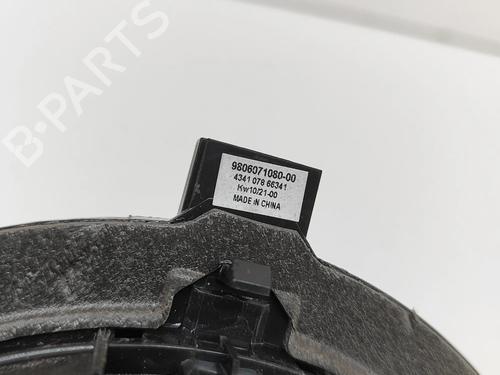 B-PARTS
9806071080-00
4341 078 66341
Kw10/21-00
MADE IN CHINA